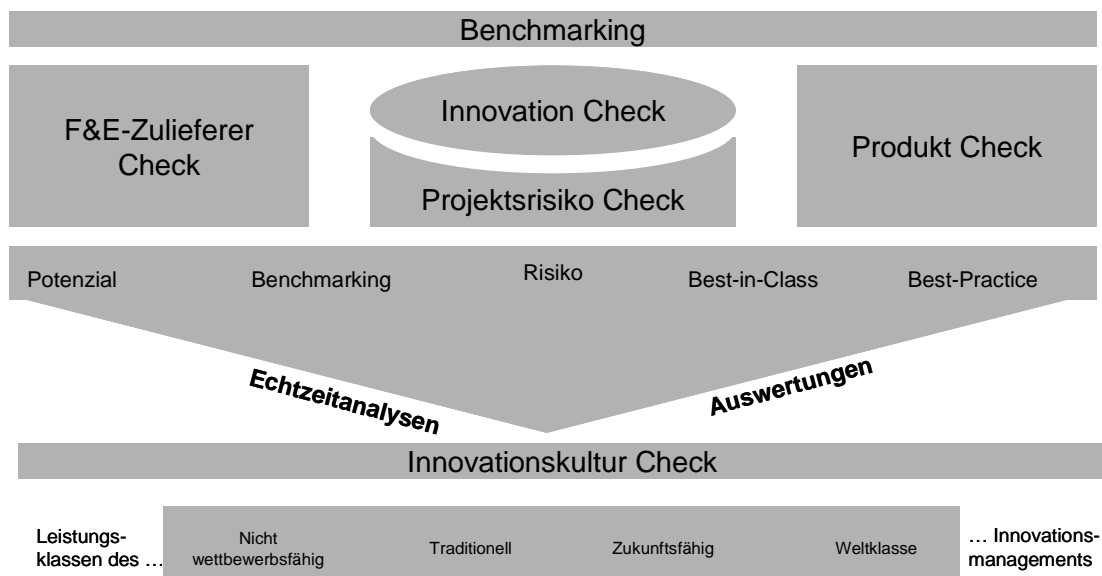 Benchmarking
F&E-Zulieferer
Check
Innovation Check
Projektsrisiko Check
Produkt Check
Potenzial
Benchmarking
Risiko
Best-in-Class
Best-Practice
Echtzeitanalysen
Auswertungen
Innovationskultur Check
Leistungs-
klassen des …
Nicht
wettbewerbsfähig
Traditionell
Zukunftsfähig
Weltklasse
… Innovations-
managements